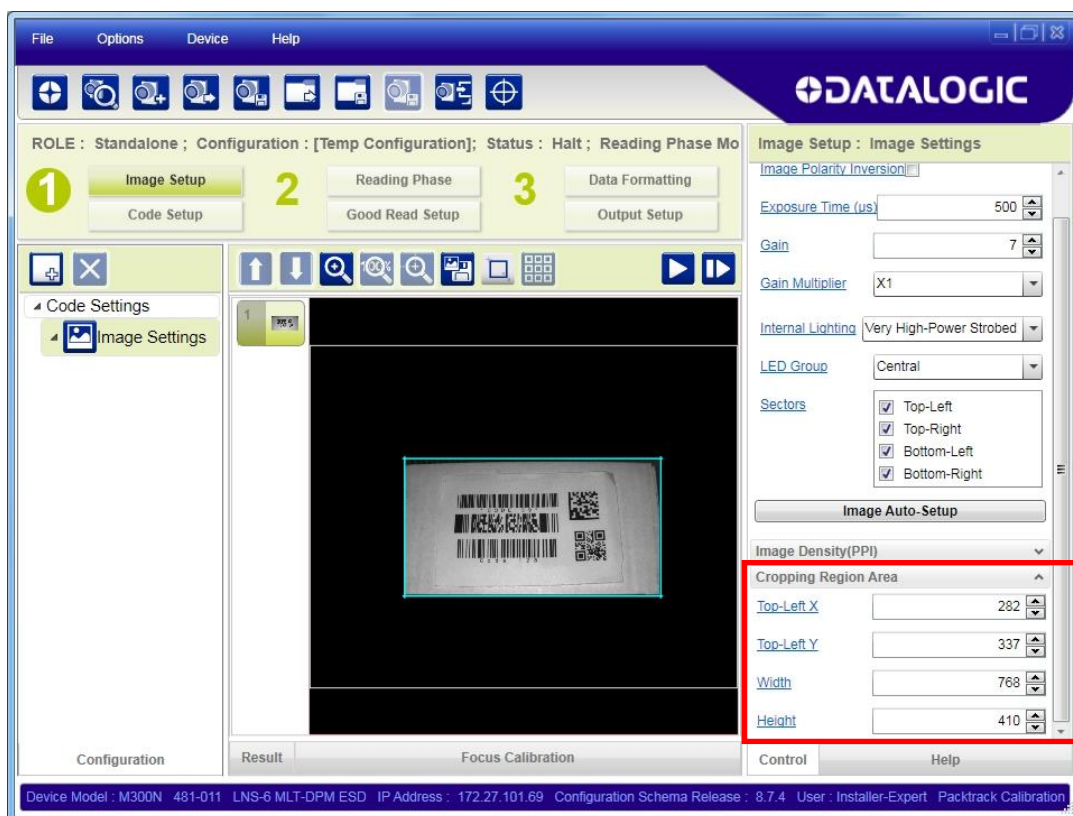 File Options Device Help
DATALOGIC
ROLE : Standalone ; Configuration : [Temp Configuration]; Status : Halt ; Reading Phase Mo
Image Setup : Image Settings
1 Image Setup 2 Reading Phase 3 Data Formatting
Code Setup Good Read Setup Output Setup
Image Polarity Inversion
Exposure Time (us) 500
Gain 7
Gain Multiplier X1
Internal Lighting Very High-Power Strobed
LED Group Central
Sectors Top-Left
Top-Right
Bottom-Left
Bottom-Right
Image Auto-Setup
Code Settings
Image Settings
100%
1
Image Density(PPI)
Cropping Region Area
Top-Left X 282
Top-Left Y 337
Width 768
Height 410
Configuration Result Focus Calibration Control Help
Device Model : M300N 481-011 LNS-6 MLT-DPM ESD IP Address : 172.27.101.69 Configuration Schema Release : 8.7.4 User : Installer-Expert Packtrack Calibration